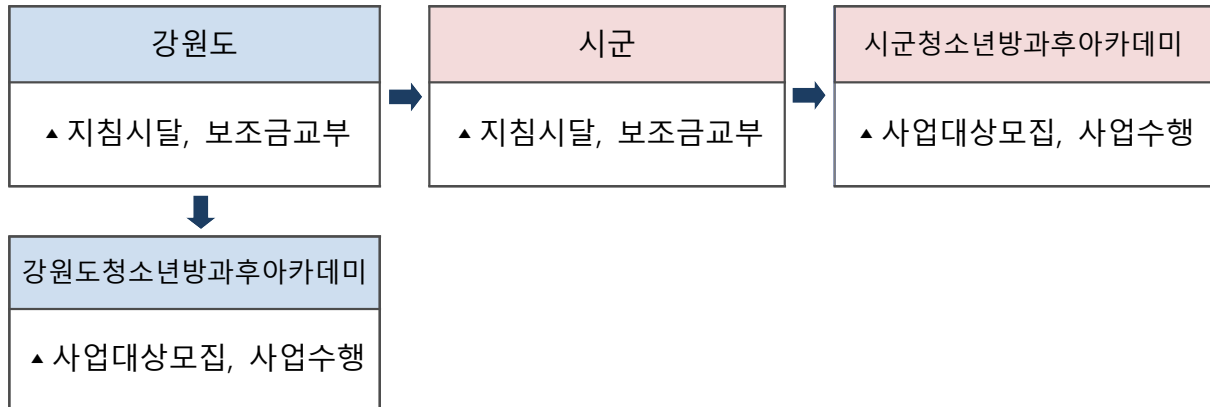 강원도
▲ 지침시달, 보조금교부
시군
▲ 지침시달, 보조금교부
시군청소년방과후아카데미
▲ 사업대상모집, 사업수행
강원도청소년방과후아카데미
▲ 사업대상모집, 사업수행